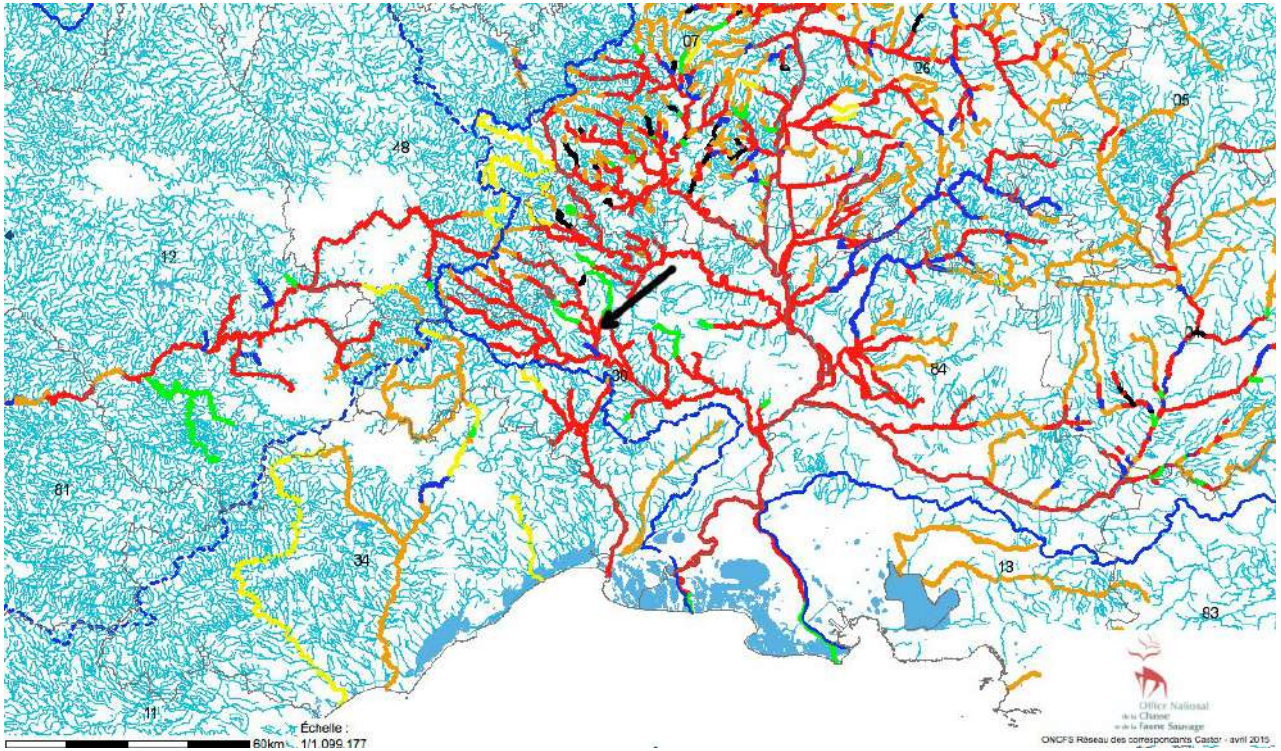 07
26
05
48
12
04
84
30
81
34
13
83
11
Office National
de la Chasse
et de la Faune Sauvage
Échelle :
60km 1/1 099 177
ONCFS Réseau des correspondants Castor - avril 2015